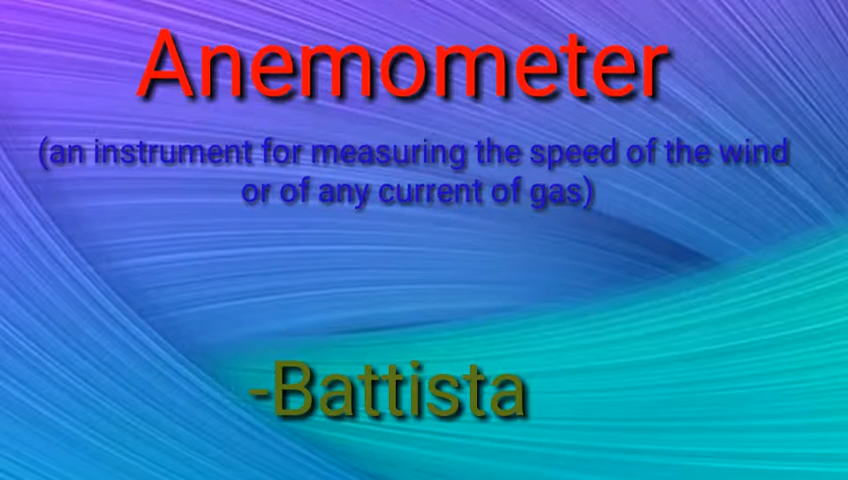 Anemometer
(an instrument for measuring the speed of the wind
or of any current of gas)
-Battista